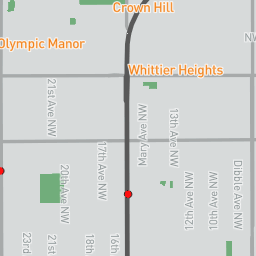 Crown Hill
Olympic Manor
NW
Whittier Heights
21st Ave NW
Mary Ave NW
13th Ave NW
17th Ave NW
20th Ave NW
12th Ave NW
10th Ave NW
Dibble Ave NW
23rd
21st
18th
16th